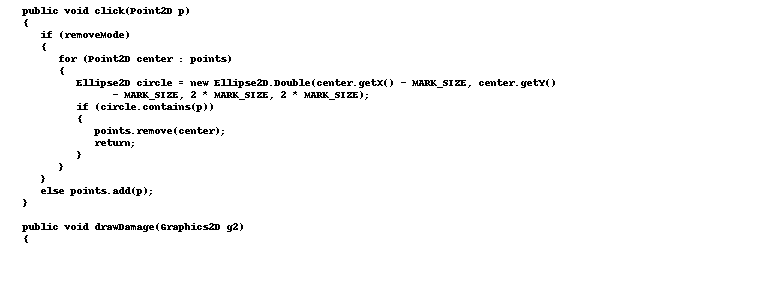 public void click(Point2D p)
{
if (removeMode)
{
for (Point2D center : points)
{
Ellipse2D circle = new Ellipse2D.Double(center.getX() - MARK_SIZE, center.getY()
- MARK_SIZE, 2 * MARK_SIZE, 2 * MARK_SIZE);
if (circle.contains(p))
{
points.remove(center);
return;
}
}
}
else points.add(p);
}
public void drawDamage(Graphics2D g2)
{